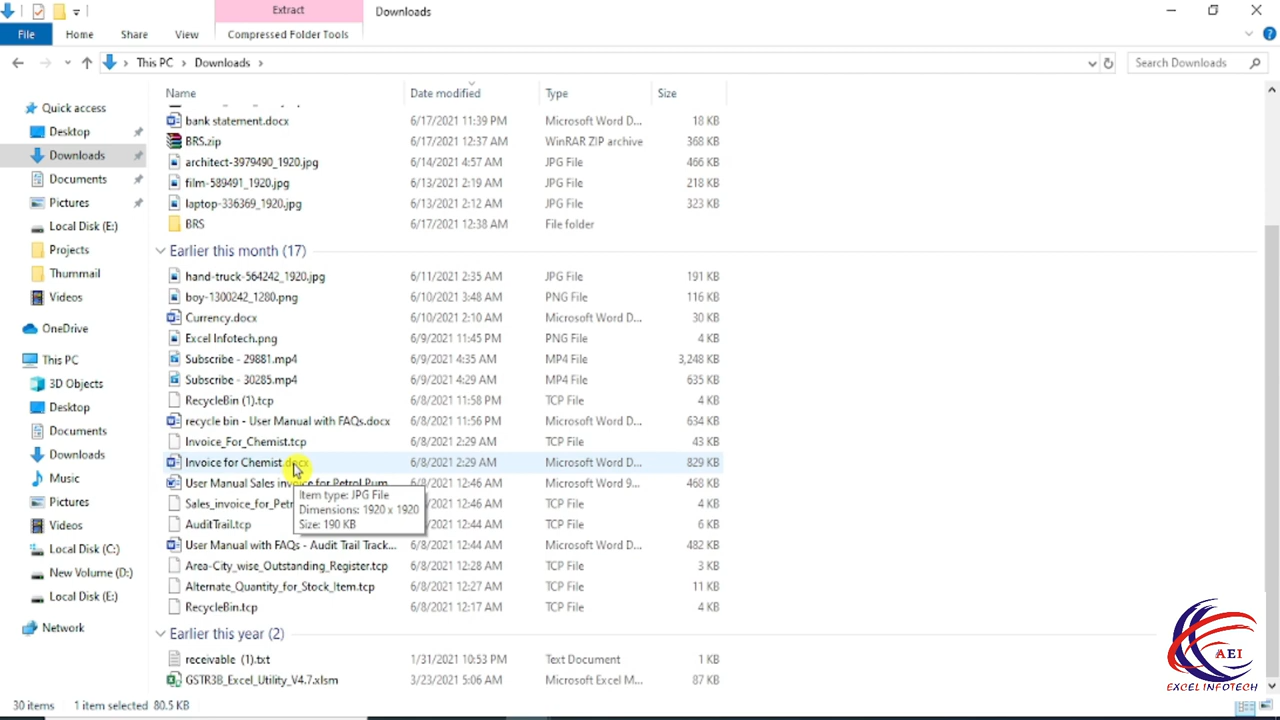 Extract
Downloads
File
Home
Share
View
Compressed Folder Tools
This PC > Downloads >
Search Downloads
Name
Date modified
Type
Size
Quick access
Desktop
Downloads
Documents
Pictures
Local Disk (E:)
Projects
Thummail
Videos
OneDrive
This PC
3D Objects
Desktop
Documents
Downloads
Music
Pictures
Videos
Local Disk (C:)
New Volume (D:)
Local Disk (E:)
Network
bank statement.docx 6/17/2021 11:39 PM Microsoft Word D... 18 KB
BRS.zip 6/17/2021 12:37 AM WinRAR ZIP archive 368 KB
architect-3979490_1920.jpg 6/14/2021 4:57 AM JPG File 466 KB
film-589491_1920.jpg 6/13/2021 2:19 AM JPG File 218 KB
laptop-336369_1920.jpg 6/13/2021 2:12 AM JPG File 323 KB
BRS 6/17/2021 12:38 AM File folder
Earlier this month (17)
hand-truck-564242_1920.jpg 6/11/2021 2:35 AM JPG File 191 KB
boy-1300242_1280.png 6/10/2021 3:48 AM PNG File 116 KB
Currency.docx 6/10/2021 2:10 AM Microsoft Word D... 30 KB
Excel Infotech.png 6/9/2021 11:45 PM PNG File 4 KB
Subscribe - 29881.mp4 6/9/2021 4:35 AM MP4 File 3,248 KB
Subscribe - 30285.mp4 6/9/2021 4:29 AM MP4 File 635 KB
RecycleBin (1).tcp 6/8/2021 11:58 PM TCP File 4 KB
recycle bin - User Manual with FAQs.docx 6/8/2021 11:56 PM Microsoft Word D... 634 KB
Invoice_For_Chemist.tcp 6/8/2021 2:29 AM TCP File 43 KB
Invoice for Chemist.docx 6/8/2021 2:29 AM Microsoft Word D... 829 KB
User Manual Sales invoice for Petrol Pum... 6/8/2021 12:46 AM Microsoft Word 9... 468 KB
Sales_invoice_for_Petr 12:46 AM TCP File 4 KB
AuditTrail.tcp 12:44 AM TCP File 6 KB
Item type: JPG File
Dimensions: 1920 x 1920
Size: 190 KB
User Manual with FAQs - Audit Trail Track... 6/8/2021 12:44 AM Microsoft Word D... 482 KB
Area-City_wise_Outstanding_Register.tcp 6/8/2021 12:28 AM TCP File 3 KB
Alternate_Quantity_for_Stock_Item.tcp 6/8/2021 12:27 AM TCP File 11 KB
RecycleBin.tcp 6/8/2021 12:17 AM TCP File 4 KB
Earlier this year (2)
receivable (1).txt 1/31/2021 10:53 PM Text Document 1 KB
GSTR3B_Excel_Utility_V4.7.xlsm 3/23/2021 5:06 AM Microsoft Excel M... 87 KB
30 items 1 item selected 80.5 KB
AEI
EXCEL INFOTECH